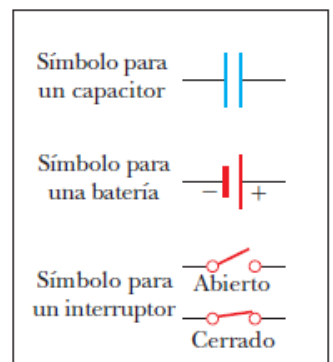 Símbolo para
un capacitor
Símbolo para
una batería
− +
Símbolo para
un interruptor
Abierto
Cerrado